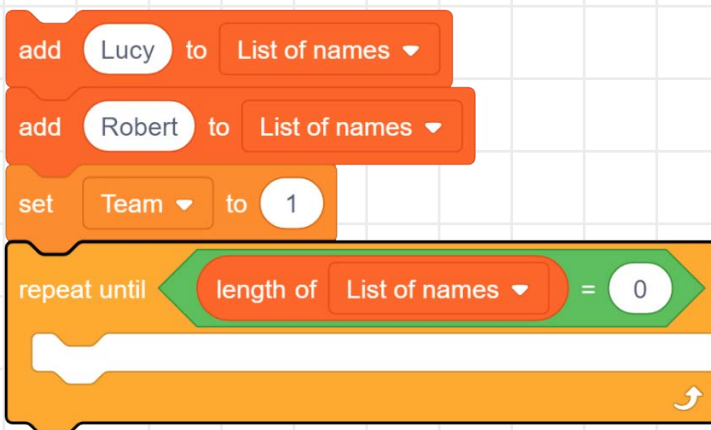 add Lucy to List of names
add Robert to List of names
set Team to 1
repeat until length of List of names = 0